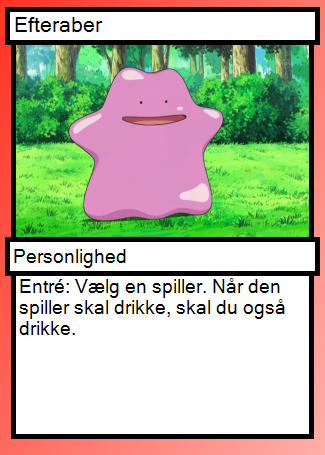 Efteraber
Personlighed
Entré: Vælg en spiller. Når den
spiller skal drikke, skal du også
drikke.